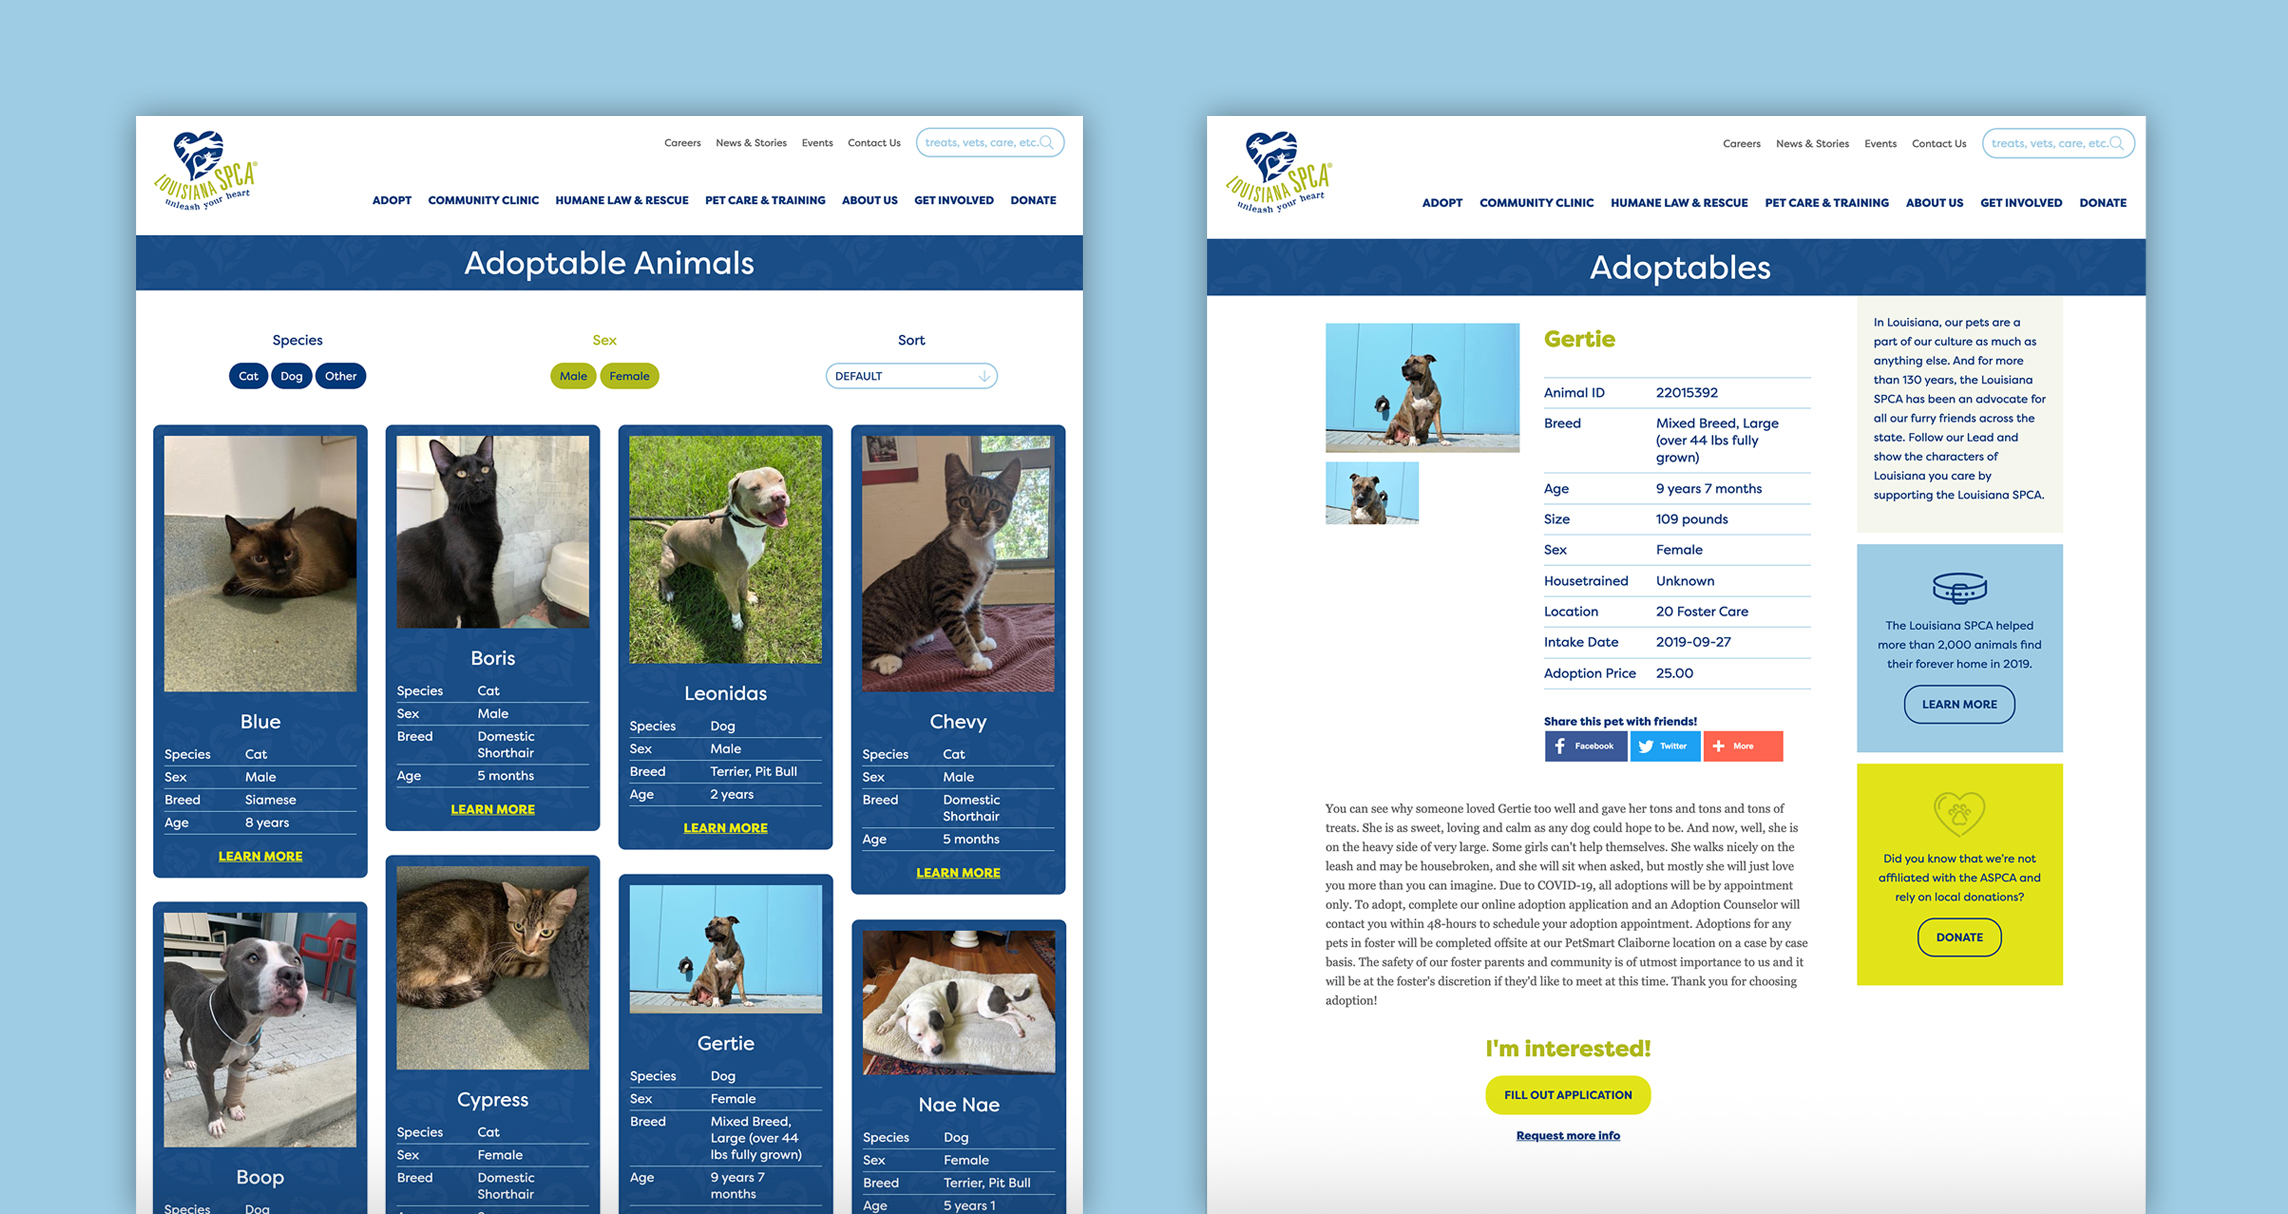 LOUISIANA SPCA®
unleash your heart
Careers News & Stories Events Contact Us treats, vets, care, etc.
ADOPT COMMUNITY CLINIC HUMANE LAW & RESCUE PET CARE & TRAINING ABOUT US GET INVOLVED DONATE
Adoptable Animals
Species Sex Sort
Cat Dog Other Male Female DEFAULT
Blue
Species Cat
Sex Male
Breed Siamese
Age 8 years
LEARN MORE
Boris
Species Cat
Sex Male
Breed Domestic
Shorthair
Age 5 months
LEARN MORE
Leonidas
Species Dog
Sex Male
Breed Terrier, Pit Bull
Age 2 years
LEARN MORE
Chevy
Species Cat
Sex Male
Breed Domestic
Shorthair
Age 5 months
LEARN MORE
Boop
Species Dog
Cypress
Species Cat
Sex Female
Breed Domestic
Shorthair
Gertie
Species Dog
Sex Female
Breed Mixed Breed,
Large (over 44
lbs fully grown)
Age 9 years 7
months
Nae Nae
Species Dog
Sex Female
Breed Terrier, Pit Bull
Age 5 years 1
LOUISIANA SPCA®
unleash your heart
Careers News & Stories Events Contact Us treats, vets, care, etc.
ADOPT COMMUNITY CLINIC HUMANE LAW & RESCUE PET CARE & TRAINING ABOUT US GET INVOLVED DONATE
Adoptables
Gertie
Animal ID 22015392
Breed Mixed Breed, Large
(over 44 lbs fully
grown)
Age 9 years 7 months
Size 109 pounds
Sex Female
Housetrained Unknown
Location 20 Foster Care
Intake Date 2019-09-27
Adoption Price 25.00
Share this pet with friends!
Facebook Twitter More
You can see why someone loved Gertie too well and gave her tons and tons and tons of
treats. She is as sweet, loving and calm as any dog could hope to be. And now, well, she is
on the heavy side of very large. Some girls can't help themselves. She walks nicely on the
leash and may be housebroken, and she will sit when asked, but mostly she will just love
you more than you can imagine. Due to COVID-19, all adoptions will be by appointment
only. To adopt, complete our online adoption application and an Adoption Counselor will
contact you within 48-hours to schedule your adoption appointment. Adoptions for any
pets in foster will be completed offsite at our PetSmart Claiborne location on a case by case
basis. The safety of our foster parents and community is of utmost importance to us and it
will be at the foster's discretion if they'd like to meet at this time. Thank you for choosing
adoption!
I'm interested!
FILL OUT APPLICATION
Request more info
In Louisiana, our pets are a
part of our culture as much as
anything else. And for more
than 130 years, the Louisiana
SPCA has been an advocate for
all our furry friends across the
state. Follow our Lead and
show the characters of
Louisiana you care by
supporting the Louisiana SPCA.
The Louisiana SPCA helped
more than 2,000 animals find
their forever home in 2019.
LEARN MORE
Did you know that we're not
affiliated with the ASPCA and
rely on local donations?
DONATE